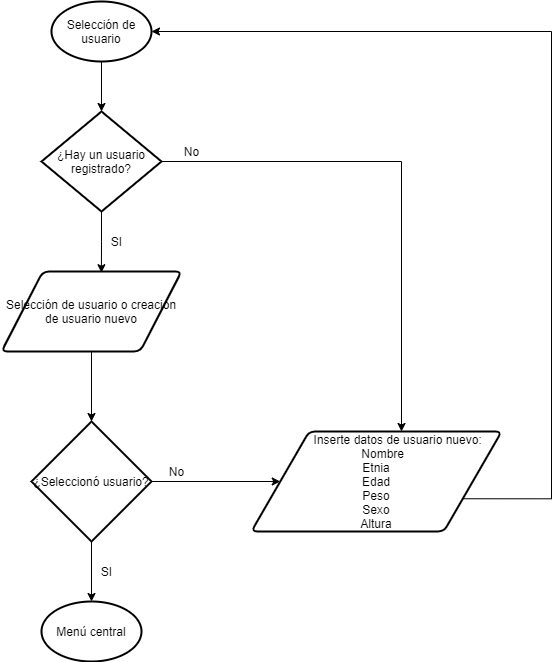 Selección de
usuario
¿Hay un usuario
registrado?
No
SI
Selección de usuario o creación
de usuario nuevo
¿Seleccionó usuario?
No
Inserte datos de usuario nuevo:
Nombre
Etnia
Edad
Peso
Sexo
Altura
SI
Menú central